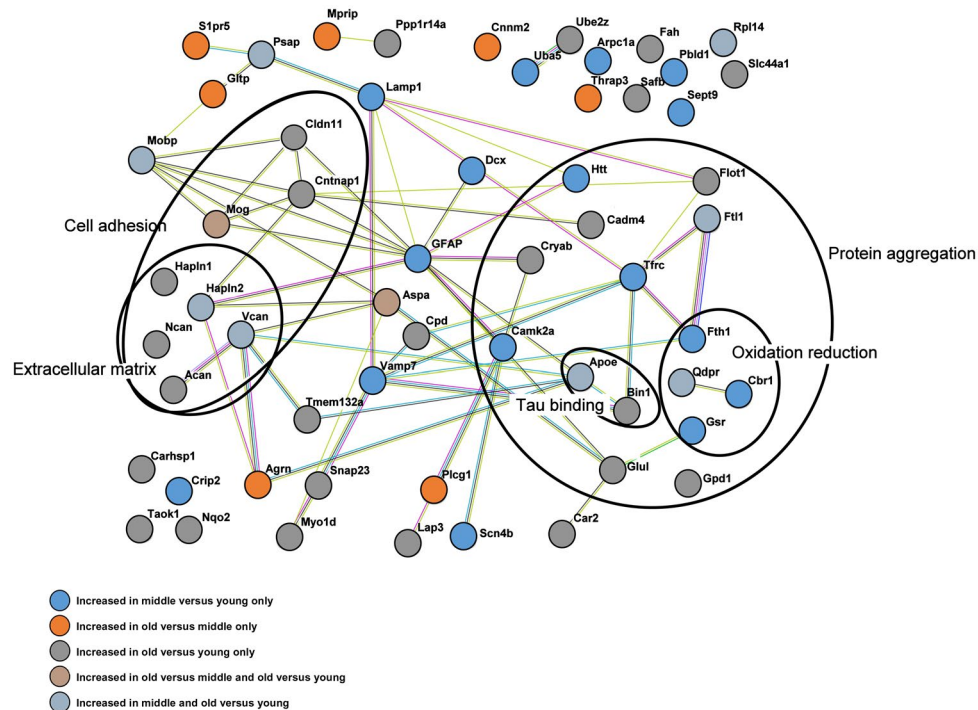 Mprip
S1pr5
Psap
Ppp1r14a
Cnnm2
Ube2z
Arpc1a
Fah
Rpl14
Uba5
Pbld1
Slc44a1
Gltp
Lamp1
Thrap3
Safb
Sept9
Cldn11
Mobp
Dcx
Htt
Flot1
Cntnap1
Mog
Cadm4
Ftl1
Cell adhesion
GFAP
Cryab
Protein aggregation
Hapln1
Tfrc
Hapln2
Aspa
Vcan
Cpd
Camk2a
Fth1
Ncan
Oxidation reduction
Extracellular matrix
Apoe
Qdpr
Cbr1
Acan
Vamp7
Bin1
Tau binding
Tmem132a
Gsr
Carhsp1
Agrn
Snap23
Plcg1
Glul
Gpd1
Crip2
Taok1
Nqo2
Myo1d
Lap3
Scn4b
Car2
Increased in middle versus young only
Increased in old versus middle only
Increased in old versus young only
Increased in old versus middle and old versus young
Increased in middle and old versus young